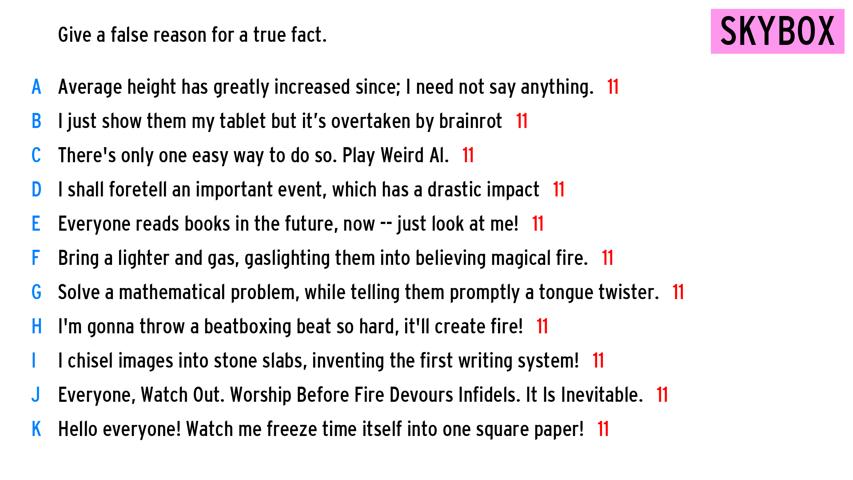 Give a false reason for a true fact.
SKYBOX
A Average height has greatly increased since; I need not say anything. 11
B I just show them my tablet but it's overtaken by brainrot 11
C There's only one easy way to do so. Play Weird Al. 11
D I shall foretell an important event, which has a drastic impact 11
E Everyone reads books in the future, now -- just look at me! 11
F Bring a lighter and gas, gaslighting them into believing magical fire. 11
G Solve a mathematical problem, while telling them promptly a tongue twister. 11
H I'm gonna throw a beatboxing beat so hard, it'll create fire! 11
I I chisel images into stone slabs, inventing the first writing system! 11
J Everyone, Watch Out. Worship Before Fire Devours Infidels. It Is Inevitable. 11
K Hello everyone! Watch me freeze time itself into one square paper! 11